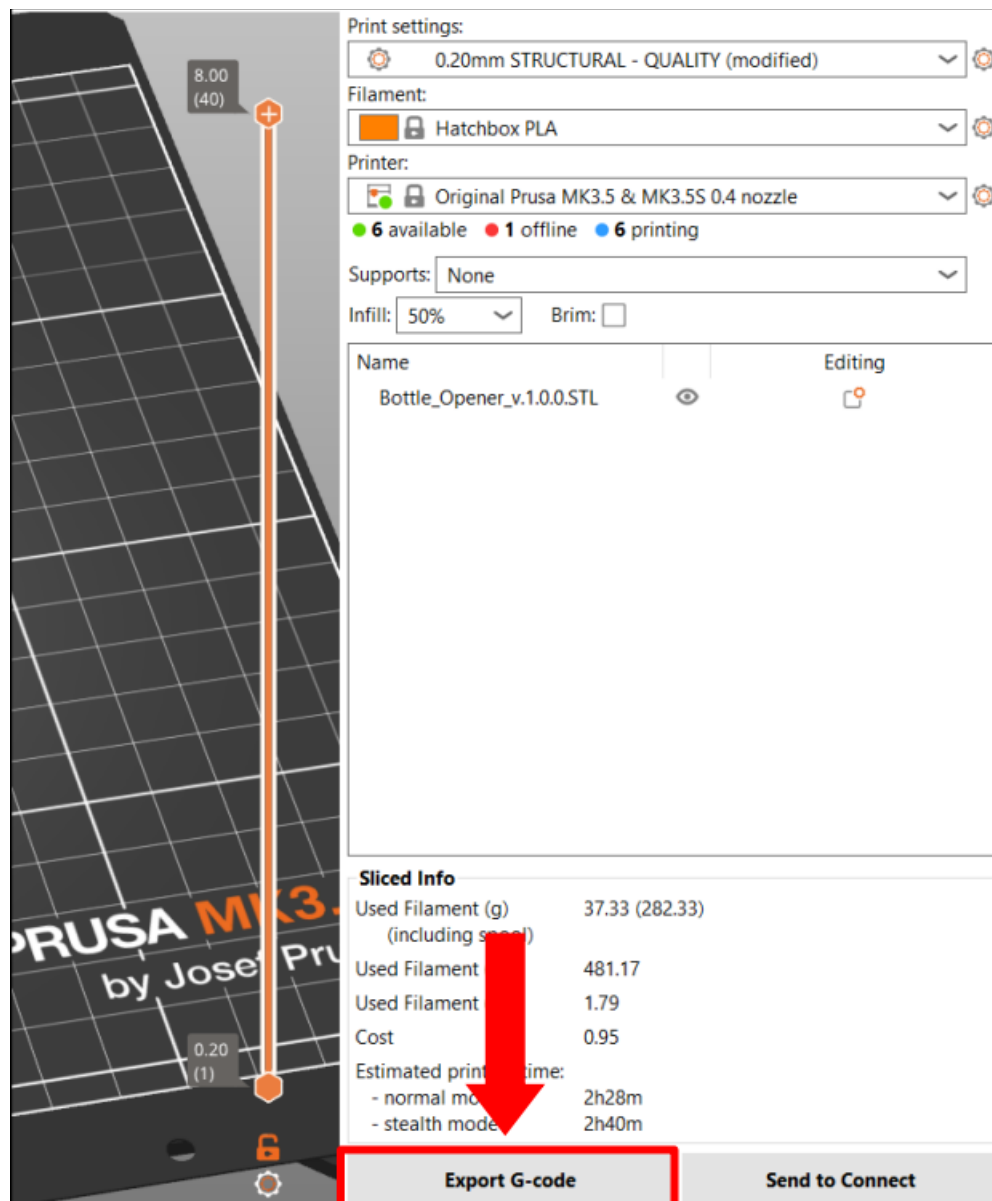 Print settings:
0.20mm STRUCTURAL - QUALITY (modified)
Filament:
Hatchbox PLA
Printer:
Original Prusa MK3.5 & MK3.5S 0.4 nozzle
6 available 1 offline 6 printing
Supports: None
Infill: 50% Brim:
Name Editing
Bottle_Opener_v.1.0.0.STL
8.00
(40)
PRUSA MK3.
by Josef Pru
0.20
(1)
Sliced Info
Used Filament (g) 37.33 (282.33)
(including spool)
Used Filament 481.17
Used Filament 1.79
Cost 0.95
Estimated time:
- normal 2h28m
- stealth mode 2h40m
Export G-code Send to Connect